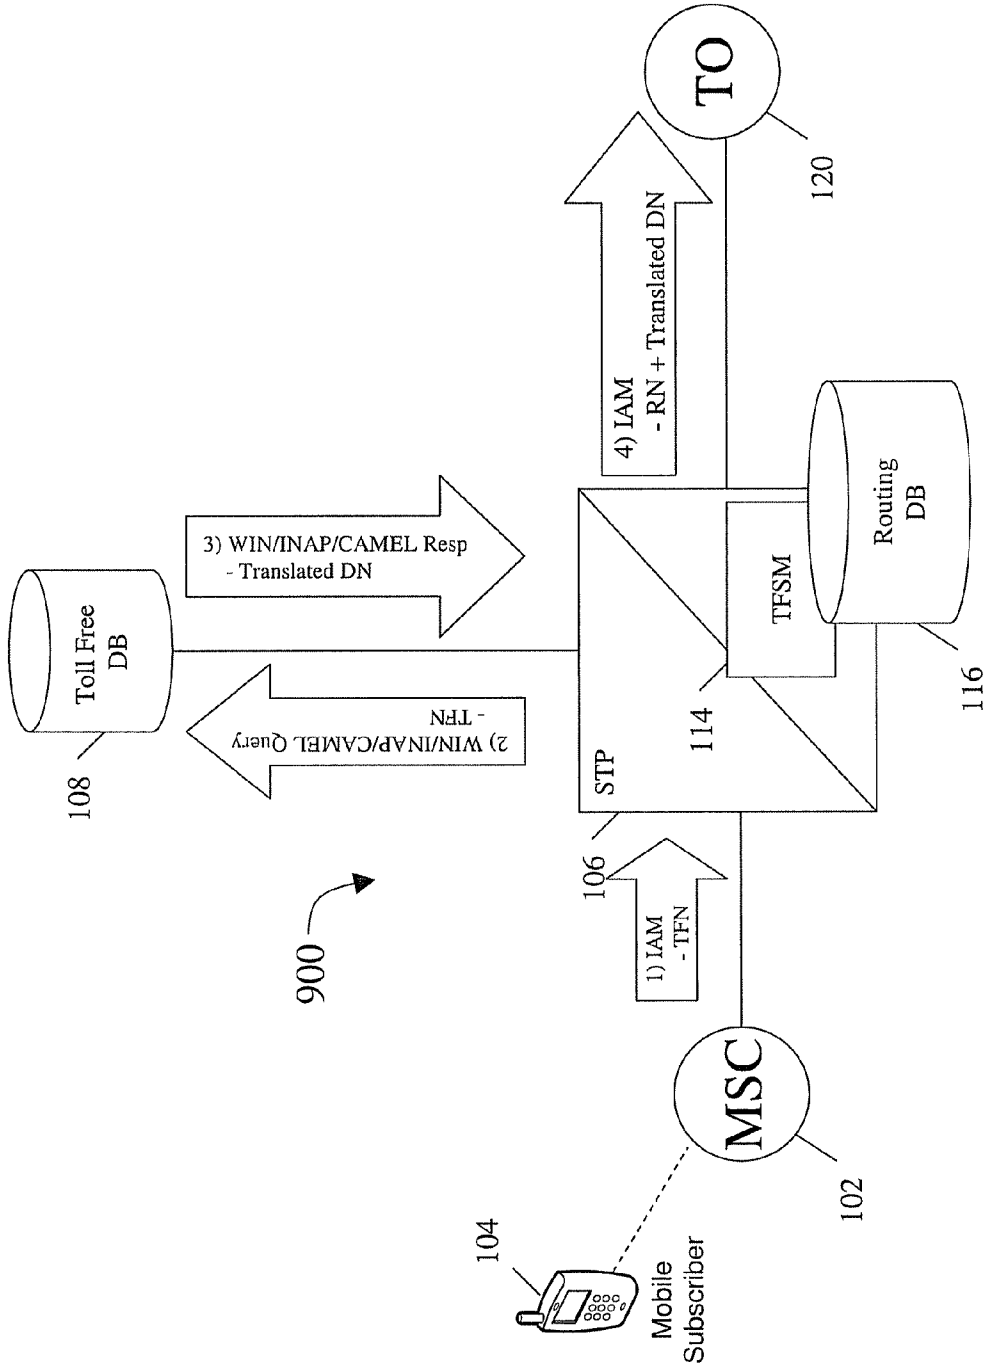 Toll Free
DB
108
2) WIN/INAP/CAMEL Query
- TFN
3) WIN/INAP/CAMEL Resp
- Translated DN
900
104
Mobile
Subscriber
MSC
102
1) IAM
- TFN
106
STP
114
TFSM
Routing
DB
116
4) IAM
- RN + Translated DN
TO
120